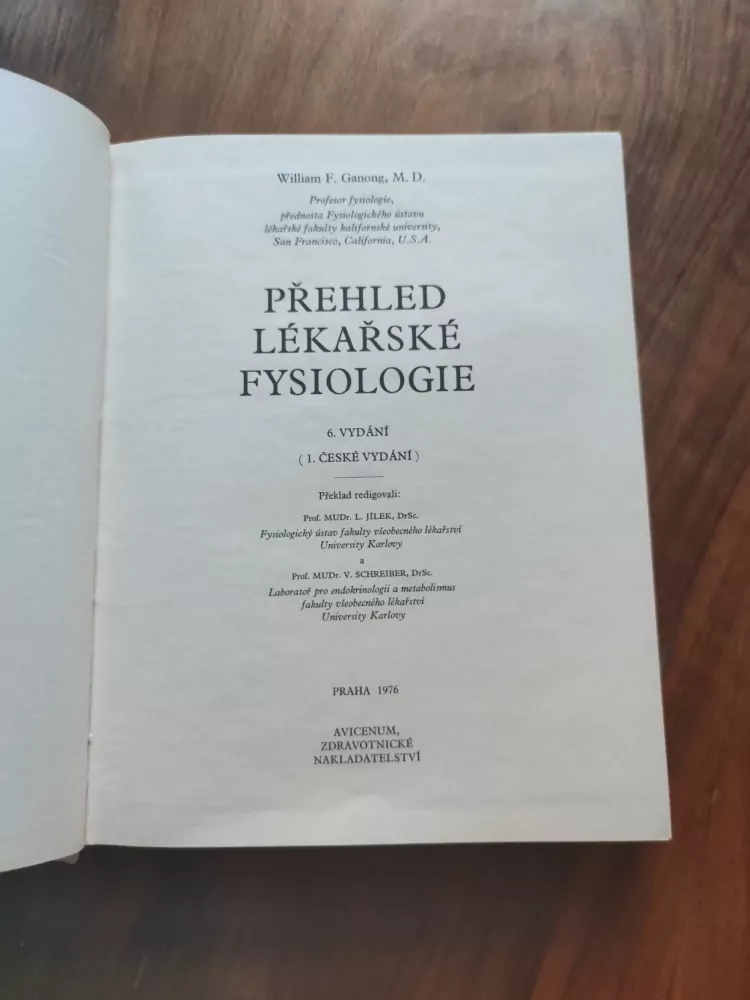 William F. Ganong, M. D.
Profesor fysiologie,
přednosta Fysiologického ústavu
lékařské fakulty kalifornské university,
San Francisco, California, U.S.A.
PŘEHLED
LÉKAŘSKÉ
FYSIOLOGIE
6. VYDÁNÍ
( 1. ČESKÉ VYDÁNÍ )
Překlad redigovali:
Prof. MUDr. L. JÍLEK, DrSc.
Fysiologický ústav fakulty všeobecného lékařství
University Karlovy
a
Prof. MUDr. V. SCHREIBER, DrSc.
Laboratoř pro endokrinologii a metabolismus
fakulty všeobecného lékařství
University Karlovy
PRAHA 1976
AVICENUM,
ZDRAVOTNICKÉ
NAKLADATELSTVÍ